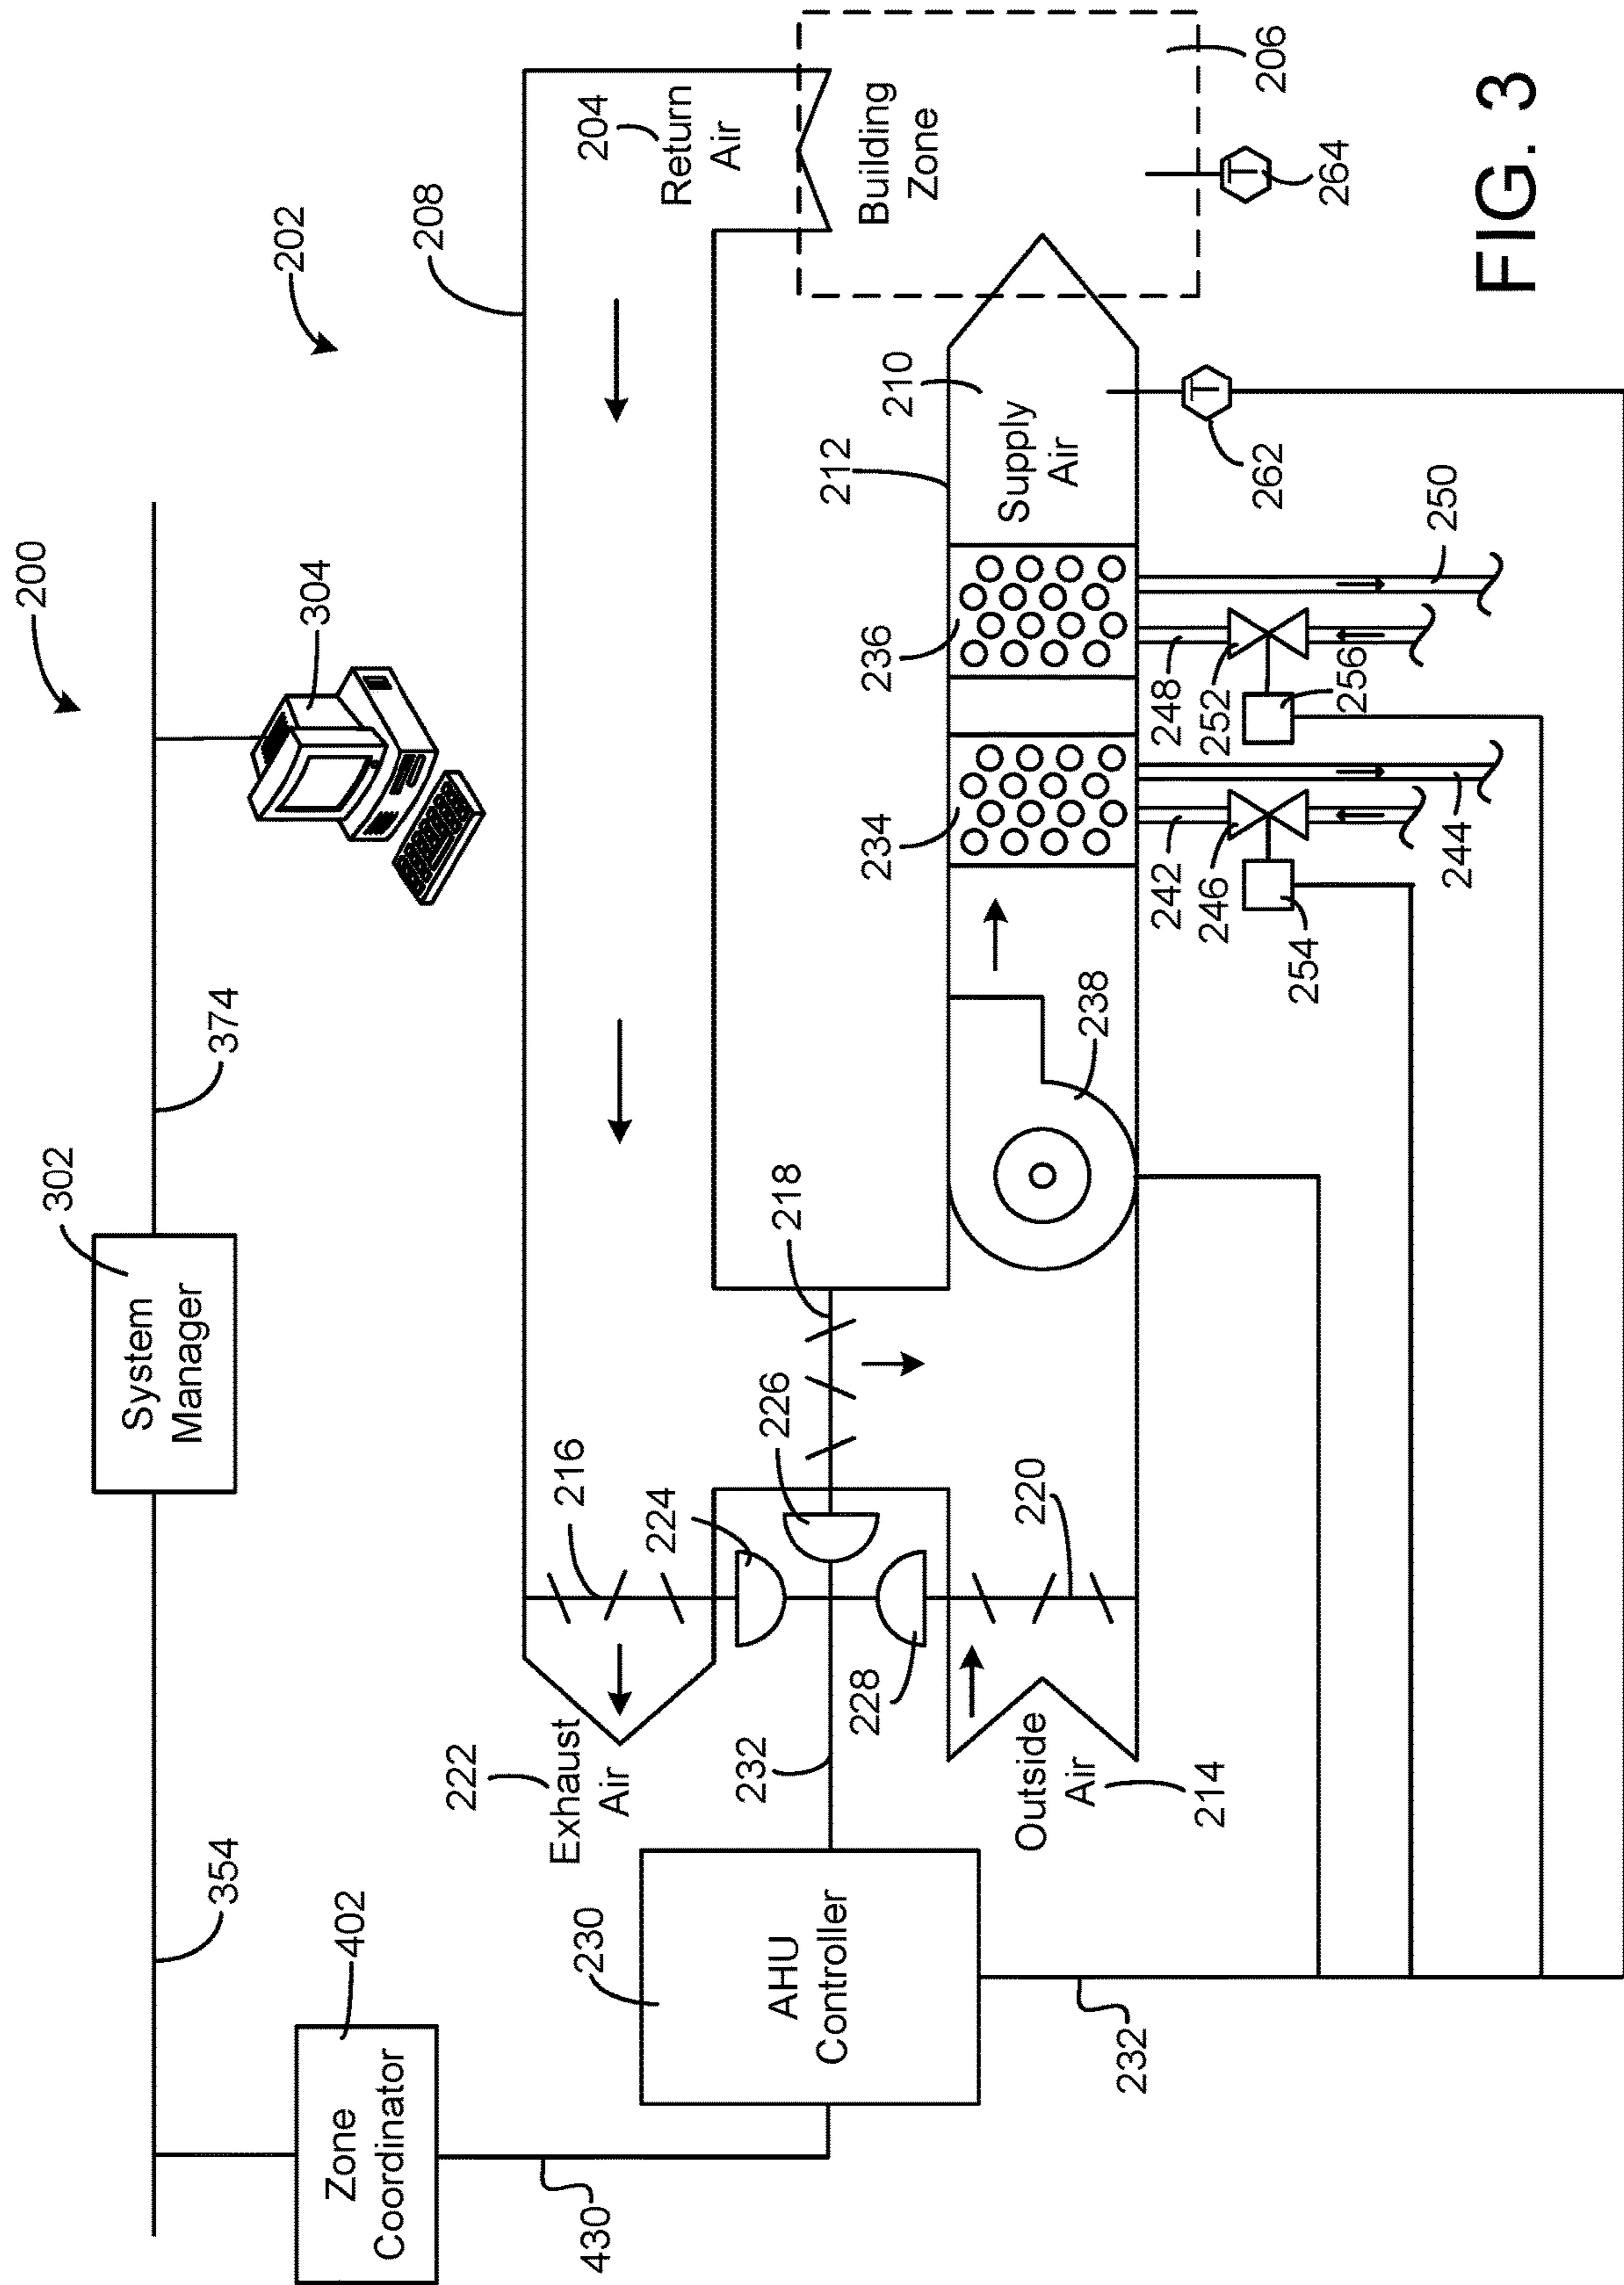 200
302
System
Manager
374
354
304
402
Zone
Coordinator
430
202
208
204
Return
Air
222
Exhaust
Air
216
224
226
218
230
AHU
Controller
232
228
220
Outside
Air
214
232
238
234
236
212
210
Supply
Air
Building
Zone
206
242
246
254
244
248
252
256
250
T
262
T
264
FIG. 3